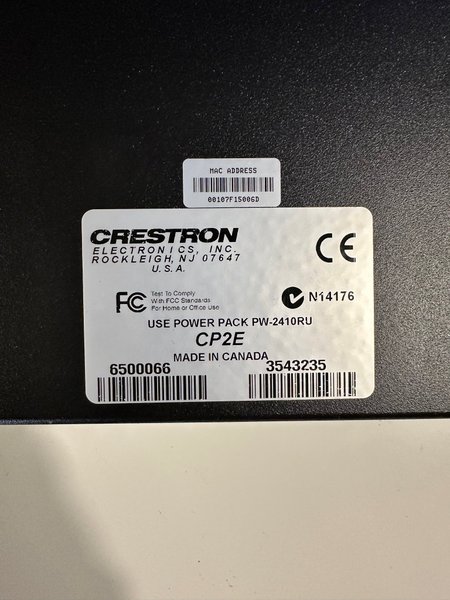 MAC ADDRESS
00107F15006D
CRESTRON
ELECTRONICS, INC.
ROCKLEIGH, NJ 07647
U.S.A.
CE
FC Test To Comply
With FCC Standards
For Home or Office Use
N14176
USE POWER PACK PW-2410RU
CP2E
MADE IN CANADA
6500066 3543235